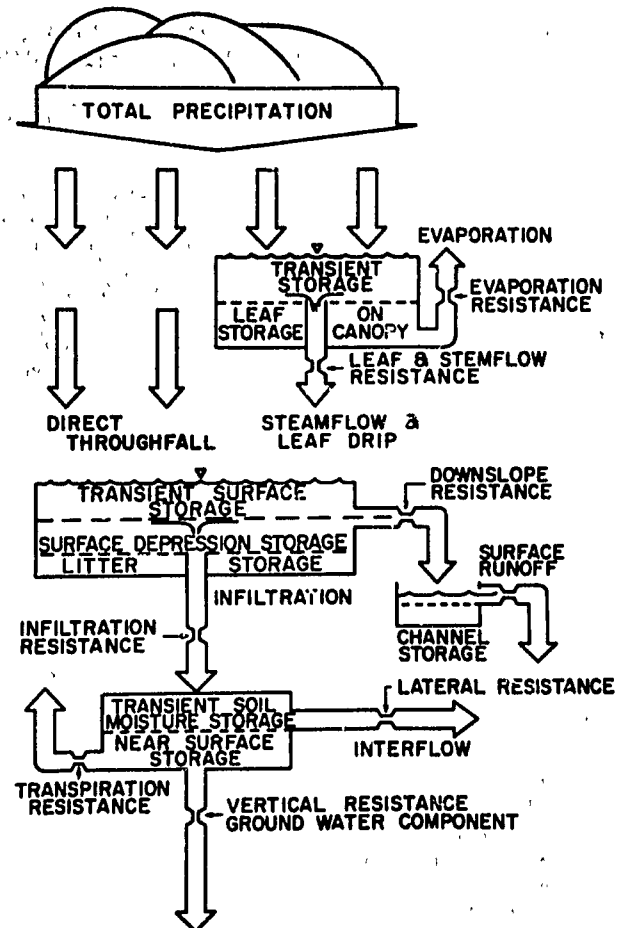 TOTAL PRECIPITATION
EVAPORATION
TRANSIENT
STORAGE
EVAPORATION
RESISTANCE
LEAF
STORAGE
ON
CANOPY
LEAF & STEMFLOW
RESISTANCE
DIRECT
THROUGHFALL
STEAMFLOW &
LEAF DRIP
DOWNSLOPE
RESISTANCE
TRANSIENT SURFACE
STORAGE
SURFACE DEPRESSION STORAGE
LITTER STORAGE
SURFACE
RUNOFF
INFILTRATION
CHANNEL
STORAGE
INFILTRATION
RESISTANCE
LATERAL RESISTANCE
TRANSIENT SOIL
MOISTURE STORAGE
INTERFLOW
NEAR SURFACE
STORAGE
TRANSPIRATION
RESISTANCE
VERTICAL RESISTANCE
GROUND WATER COMPONENT